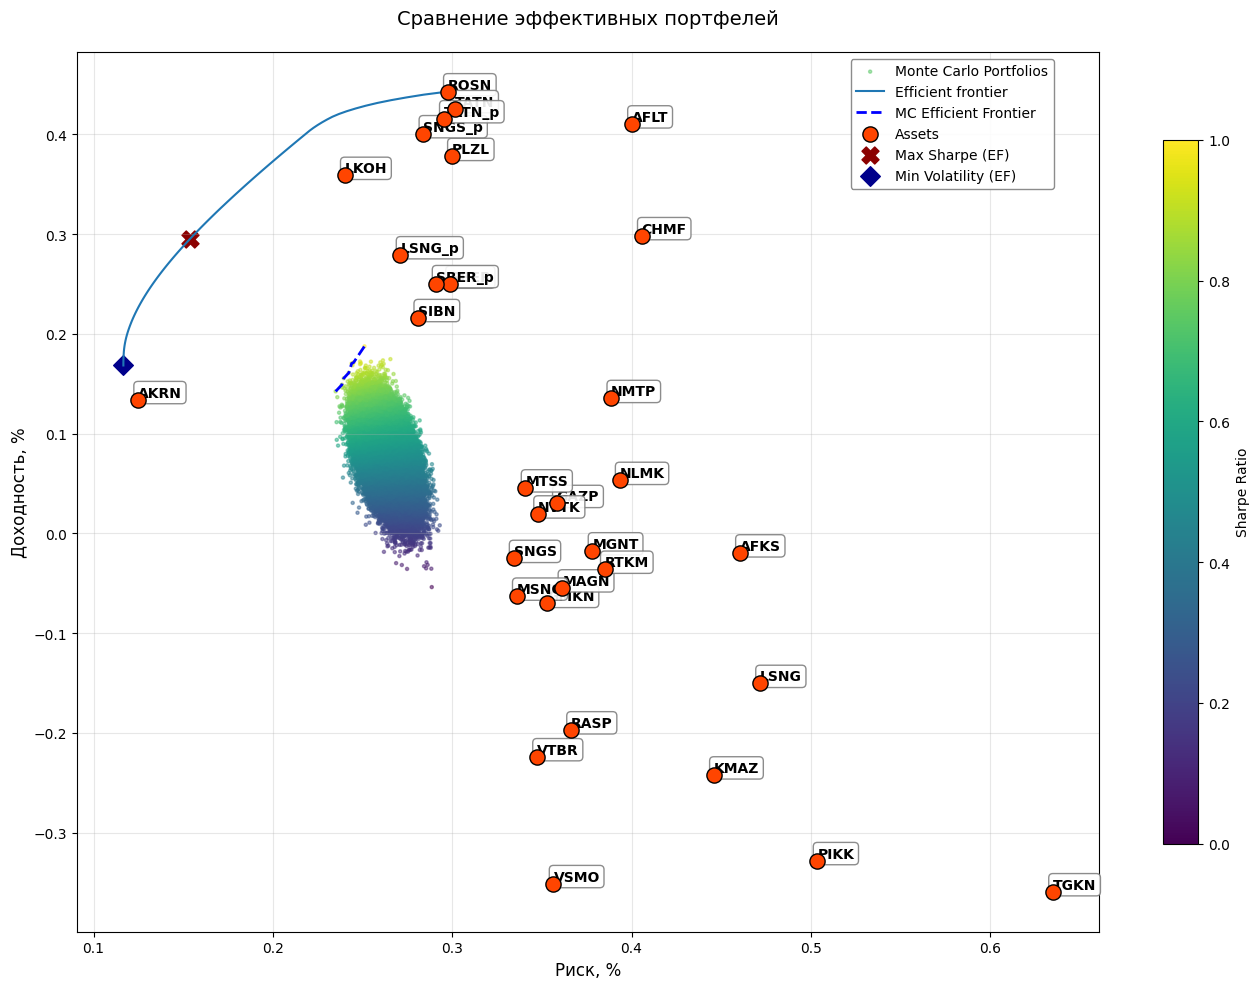 Сравнение эффективных портфелей
Monte Carlo Portfolios
Efficient frontier
MC Efficient Frontier
Assets
Max Sharpe (EF)
Min Volatility (EF)
ROSN
TATN_p
SNGS_p
PLZL
LKOH
AFLT
CHMF
LSNG_p
SBER_p
SIBN
AKRN
NMTP
NLMK
MTSS
GAZP
SNGS
MGNT
RTKM
AFKS
MAGN
LSNG
RASP
VTBR
KMAZ
PIKK
VSMO
TGKN
0.4
0.3
0.2
0.1
0.0
−0.1
−0.2
−0.3
Доходность, %
0.1
0.2
0.3
0.4
0.5
0.6
Риск, %
1.0
0.8
0.6
0.4
0.2
0.0
Sharpe Ratio